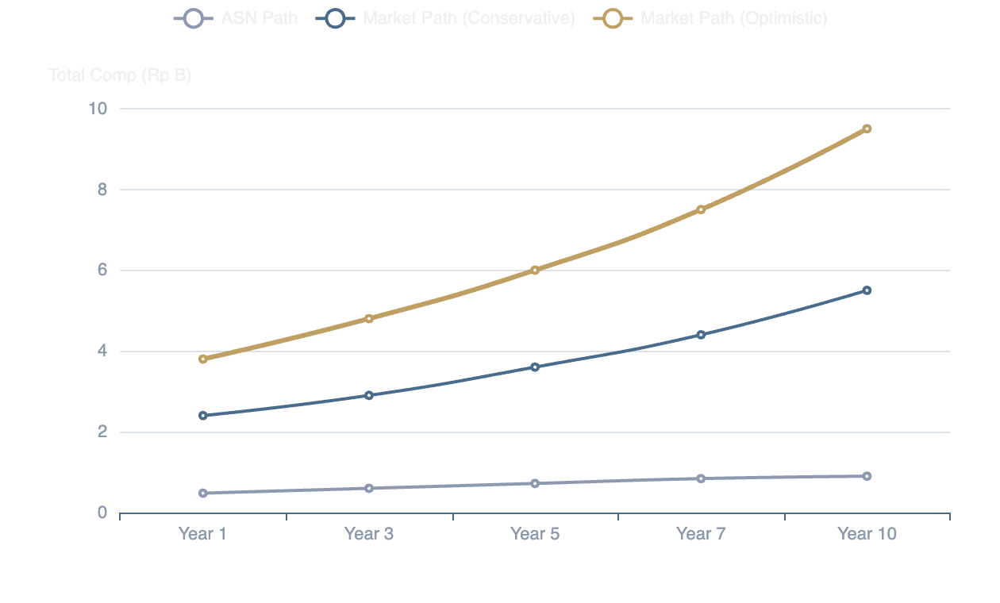 ASN Path Market Path (Conservative) Market Path (Optimistic)
Total Comp (Rp B)
10
8
6
4
2
0
Year 1 Year 3 Year 5 Year 7 Year 10